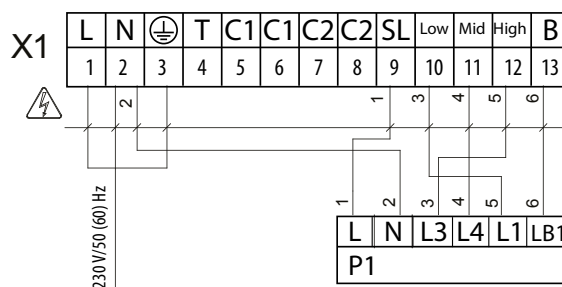 X1
L N T C1 C1 C2 C2 SL Low Mid High B
1 2 3 4 5 6 7 8 9 10 11 12 13
2 1 3 4 5 6
230 V/50 (60) Hz
1 2 3 4 5 6
L N L3 L4 L1 LB1
P1